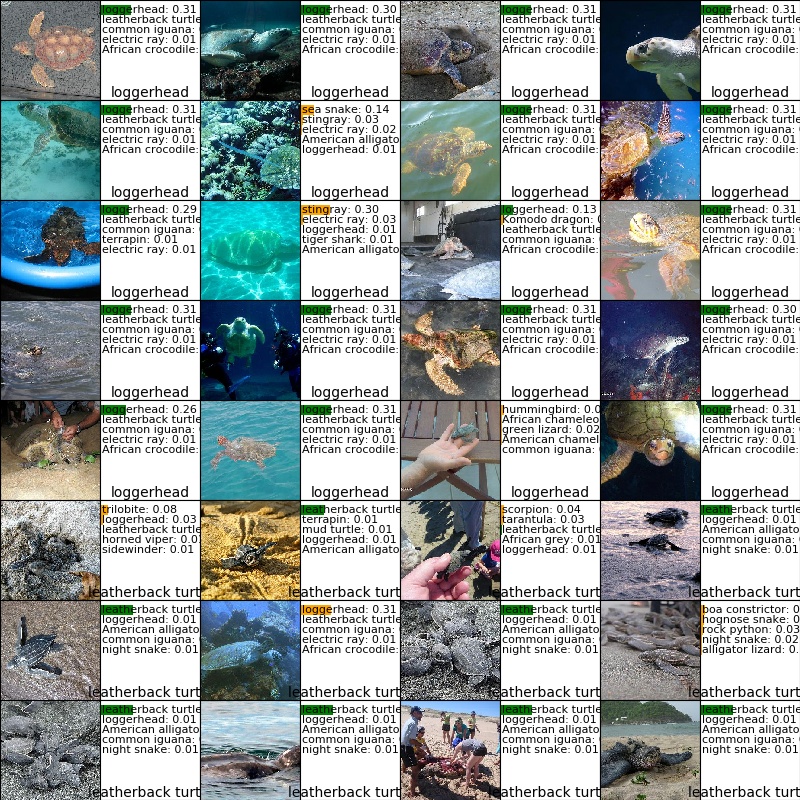 loggerhead: 0.31
leatherback turtle
common iguana:
electric ray: 0.01
African crocodile:
loggerhead
loggerhead: 0.30
leatherback turtle
common iguana:
electric ray: 0.01
African crocodile:
loggerhead
loggerhead: 0.31
leatherback turtle
common iguana:
electric ray: 0.01
African crocodile:
loggerhead
loggerhead: 0.31
leatherback turtle
common iguana:
electric ray: 0.01
African crocodile:
loggerhead
loggerhead: 0.31
leatherback turtle
common iguana:
electric ray: 0.01
African crocodile:
loggerhead
sea snake: 0.14
stingray: 0.03
electric ray: 0.02
American alligato
loggerhead: 0.01
loggerhead
loggerhead: 0.31
leatherback turtle
common iguana:
electric ray: 0.01
African crocodile:
loggerhead
loggerhead: 0.31
leatherback turtle
common iguana:
electric ray: 0.01
African crocodile:
loggerhead
loggerhead: 0.29
leatherback turtle
common iguana:
terrapin: 0.01
electric ray: 0.01
loggerhead
stingray: 0.30
electric ray: 0.03
loggerhead: 0.01
tiger shark: 0.01
American alligato
loggerhead
loggerhead: 0.13
Komodo dragon:
leatherback turtle
common iguana:
African crocodile:
loggerhead
loggerhead: 0.31
leatherback turtle
common iguana:
electric ray: 0.01
African crocodile:
loggerhead
loggerhead: 0.31
leatherback turtle
common iguana:
electric ray: 0.01
African crocodile:
loggerhead
loggerhead: 0.31
leatherback turtle
common iguana:
electric ray: 0.01
African crocodile:
loggerhead
loggerhead: 0.31
leatherback turtle
common iguana:
electric ray: 0.01
African crocodile:
loggerhead
loggerhead: 0.30
leatherback turtle
common iguana:
electric ray: 0.01
African crocodile:
loggerhead
loggerhead: 0.26
leatherback turtle
common iguana:
electric ray: 0.01
African crocodile:
loggerhead
loggerhead: 0.31
leatherback turtle
common iguana:
electric ray: 0.01
African crocodile:
loggerhead
hummingbird: 0.0
African chameleo
green lizard: 0.02
American chamel
common iguana:
loggerhead
loggerhead: 0.31
leatherback turtle
common iguana:
electric ray: 0.01
African crocodile:
loggerhead
trilobite: 0.08
loggerhead: 0.03
leatherback turtle
horned viper: 0.01
sidewinder: 0.01
leatherback turtle
leatherback turtle
terrapin: 0.01
mud turtle: 0.01
loggerhead: 0.01
American alligato
leatherback turt
scorpion: 0.04
tarantula: 0.03
leatherback turtle
African grey: 0.01
loggerhead: 0.01
leatherback turt
leatherback turtle
loggerhead: 0.01
American alligato
common iguana:
night snake: 0.01
leatherback turt
leatherback turtle
loggerhead: 0.01
American alligato
common iguana:
night snake: 0.01
leatherback turt
loggerhead: 0.31
leatherback turtle
common iguana:
electric ray: 0.01
African crocodile:
leatherback turt
leatherback turtle
loggerhead: 0.01
American alligato
common iguana:
night snake: 0.01
leatherback turt
boa constrictor: 0
hognose snake: 0
rock python: 0.03
night snake: 0.02
alligator lizard: 0.
leatherback turt
leatherback turtle
loggerhead: 0.01
American alligato
common iguana:
night snake: 0.01
leatherback turt
leatherback turtle
loggerhead: 0.01
American alligato
common iguana:
night snake: 0.01
leatherback turt
leatherback turtle
loggerhead: 0.01
American alligato
common iguana:
night snake: 0.01
leatherback turt
leatherback turtle
loggerhead: 0.01
American alligato
common iguana:
night snake: 0.01
leatherback turt